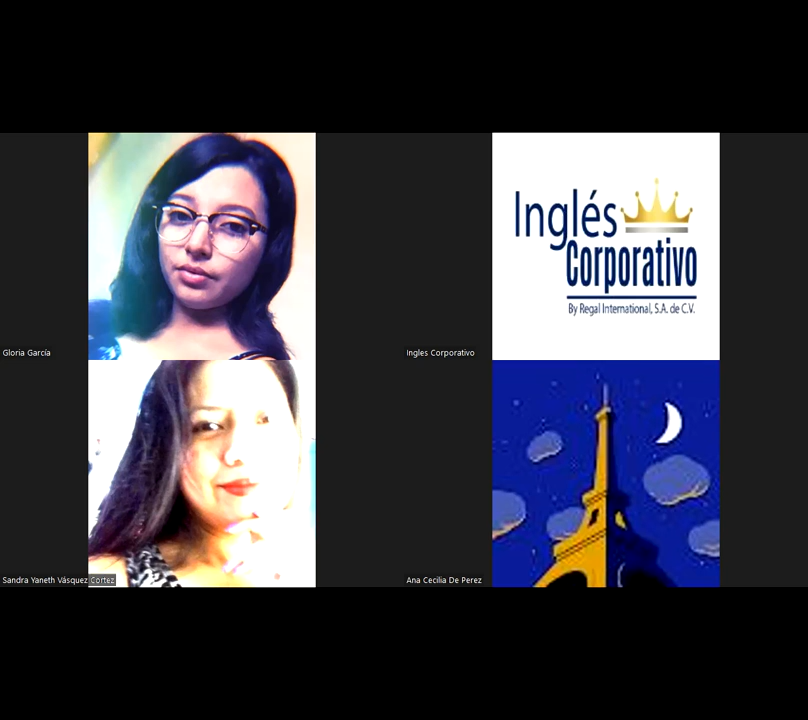 Inglés
Corporativo
By Regal International, S.A. de C.V.
Gloria García
Ingles Corporativo
Sandra Yaneth Vásquez Cortez
Ana Cecilia De Perez